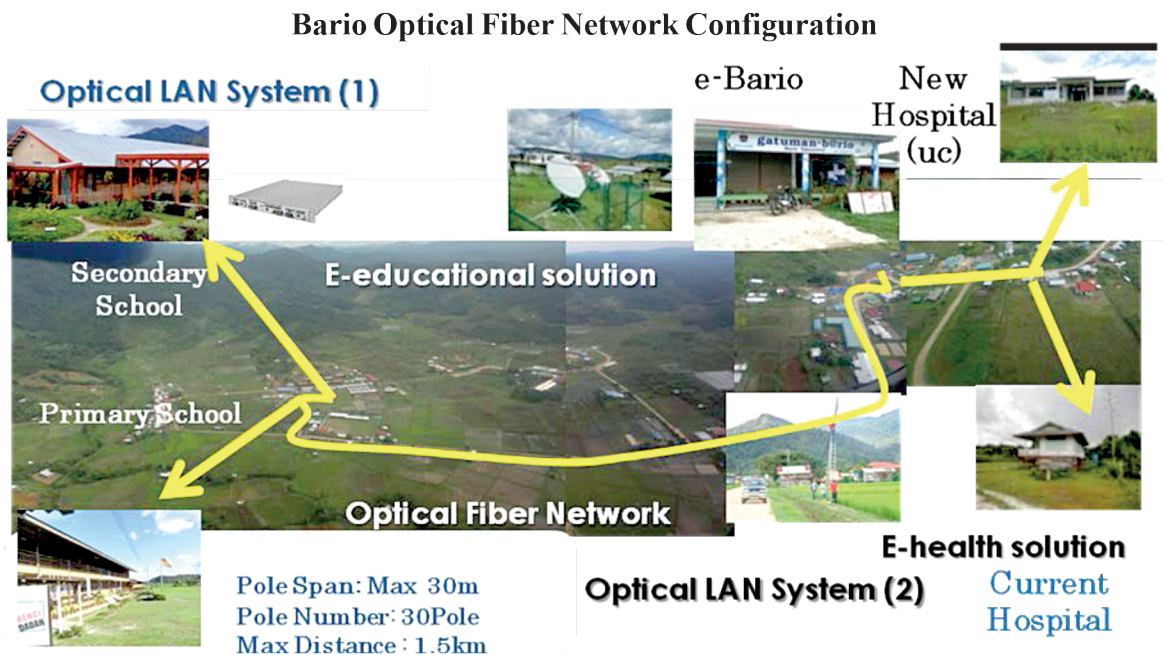 Bario Optical Fiber Network Configuration
Optical LAN System (1)
e-Bario
New
Hospital
(uc)
gatuman-bario
Secondary
School
E-educational solution
Primary School
Optical Fiber Network
E-health solution
Optical LAN System (2)
Current
Hospital
Pole Span: Max 30m
Pole Number: 30Pole
Max Distance : 1.5km